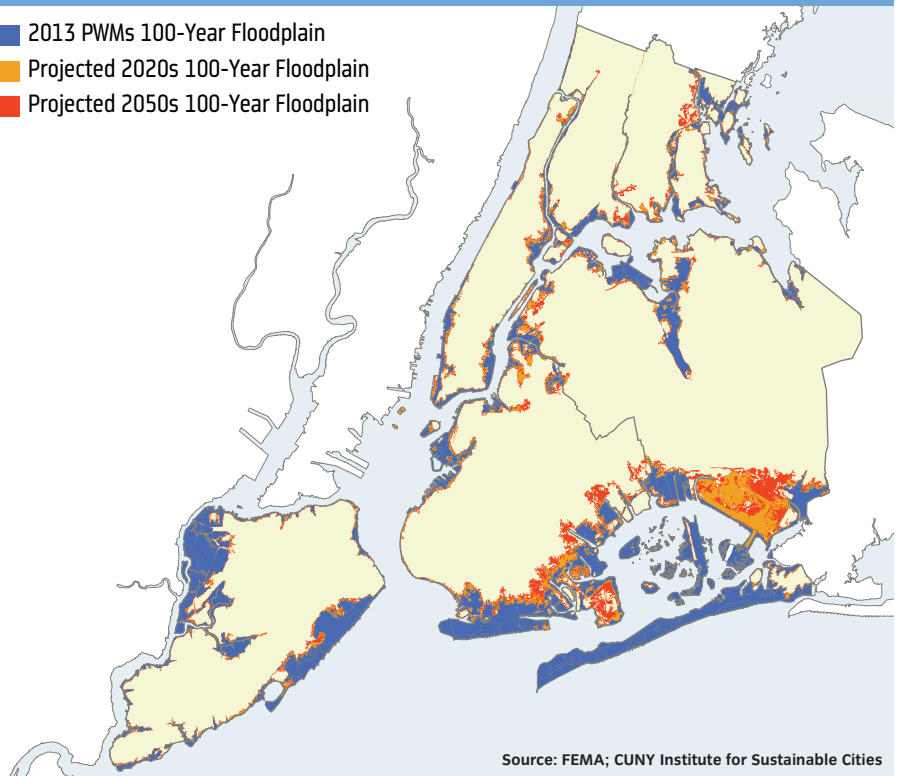 2013 PWMs 100-Year Floodplain
Projected 2020s 100-Year Floodplain
Projected 2050s 100-Year Floodplain
Source: FEMA; CUNY Institute for Sustainable Cities